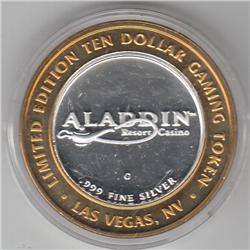 LIMITED EDITION TEN DOLLAR GAMING TOKEN
ALADDIN
Resort Casino
G
.999 FINE SILVER
• LAS VEGAS, NV •